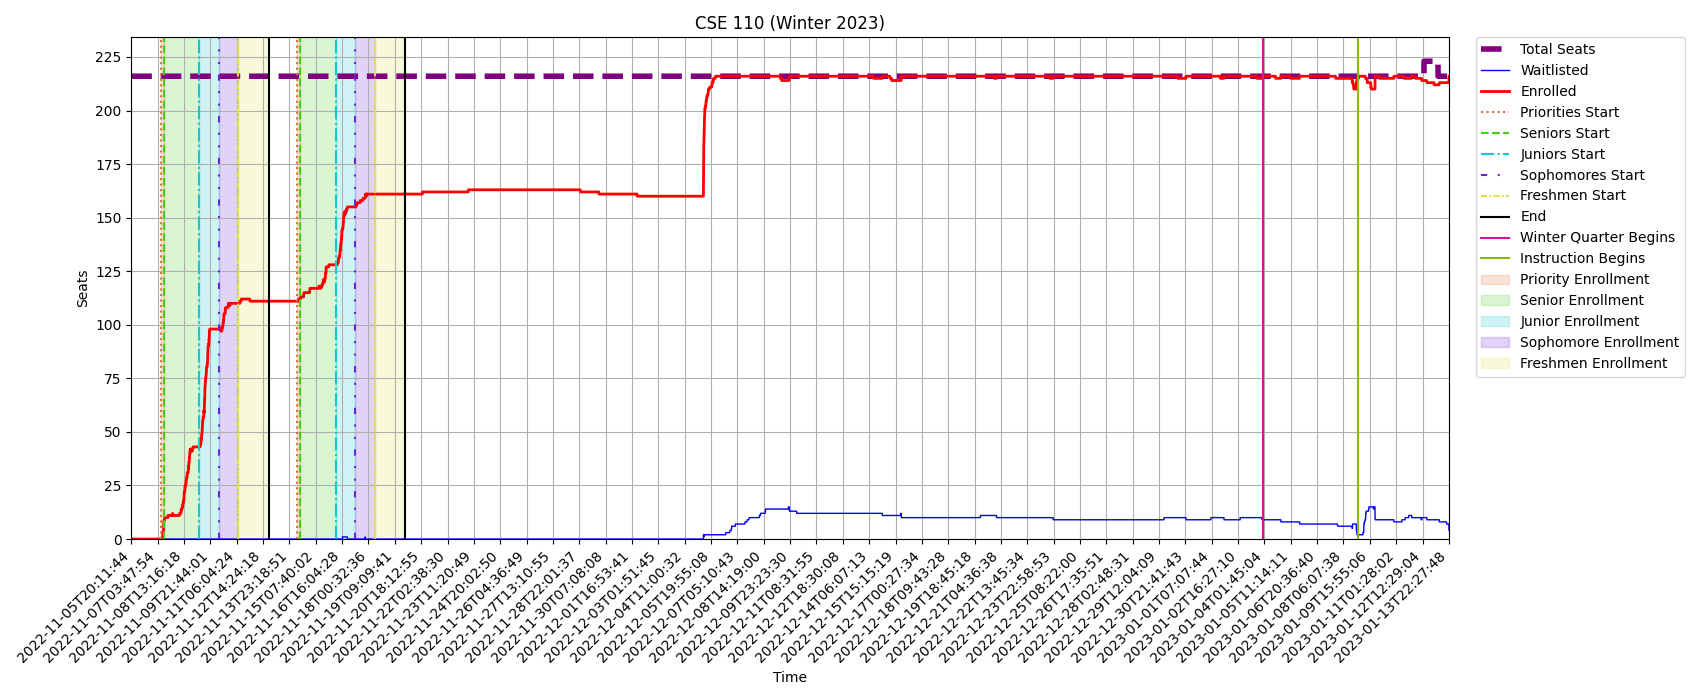 CSE 110 (Winter 2023)
Seats
225
200
175
150
125
100
75
50
25
0
2022-11-05T20:11:44
2022-11-07T03:47:54
2022-11-08T13:16:18
2022-11-09T21:44:01
2022-11-11T06:04:24
2022-11-12T14:24:18
2022-11-13T23:18:51
2022-11-15T07:40:02
2022-11-16T16:04:28
2022-11-18T00:32:36
2022-11-19T09:09:41
2022-11-20T18:12:55
2022-11-22T02:38:30
2022-11-23T11:20:49
2022-11-24T20:02:50
2022-11-26T04:36:49
2022-11-27T13:10:55
2022-11-28T22:01:37
2022-11-30T07:08:08
2022-12-01T16:53:41
2022-12-03T01:51:45
2022-12-04T11:00:32
2022-12-05T19:55:08
2022-12-07T05:10:43
2022-12-08T14:19:00
2022-12-09T23:23:30
2022-12-11T08:31:55
2022-12-12T18:30:08
2022-12-14T06:07:13
2022-12-15T15:15:19
2022-12-17T00:27:34
2022-12-18T09:43:28
2022-12-19T18:45:18
2022-12-21T04:36:38
2022-12-22T13:45:34
2022-12-23T22:58:53
2022-12-25T08:22:00
2022-12-26T17:35:51
2022-12-28T02:48:31
2022-12-29T12:04:09
2022-12-30T21:41:43
2023-01-01T07:07:44
2023-01-02T16:27:10
2023-01-04T01:45:04
2023-01-05T11:14:11
2023-01-06T20:36:40
2023-01-08T06:07:38
2023-01-09T15:55:06
2023-01-11T01:28:02
2023-01-12T12:29:04
2023-01-13T22:27:48
Time
Total Seats
Waitlisted
Enrolled
Priorities Start
Seniors Start
Juniors Start
Sophomores Start
Freshmen Start
End
Winter Quarter Begins
Instruction Begins
Priority Enrollment
Senior Enrollment
Junior Enrollment
Sophomore Enrollment
Freshmen Enrollment